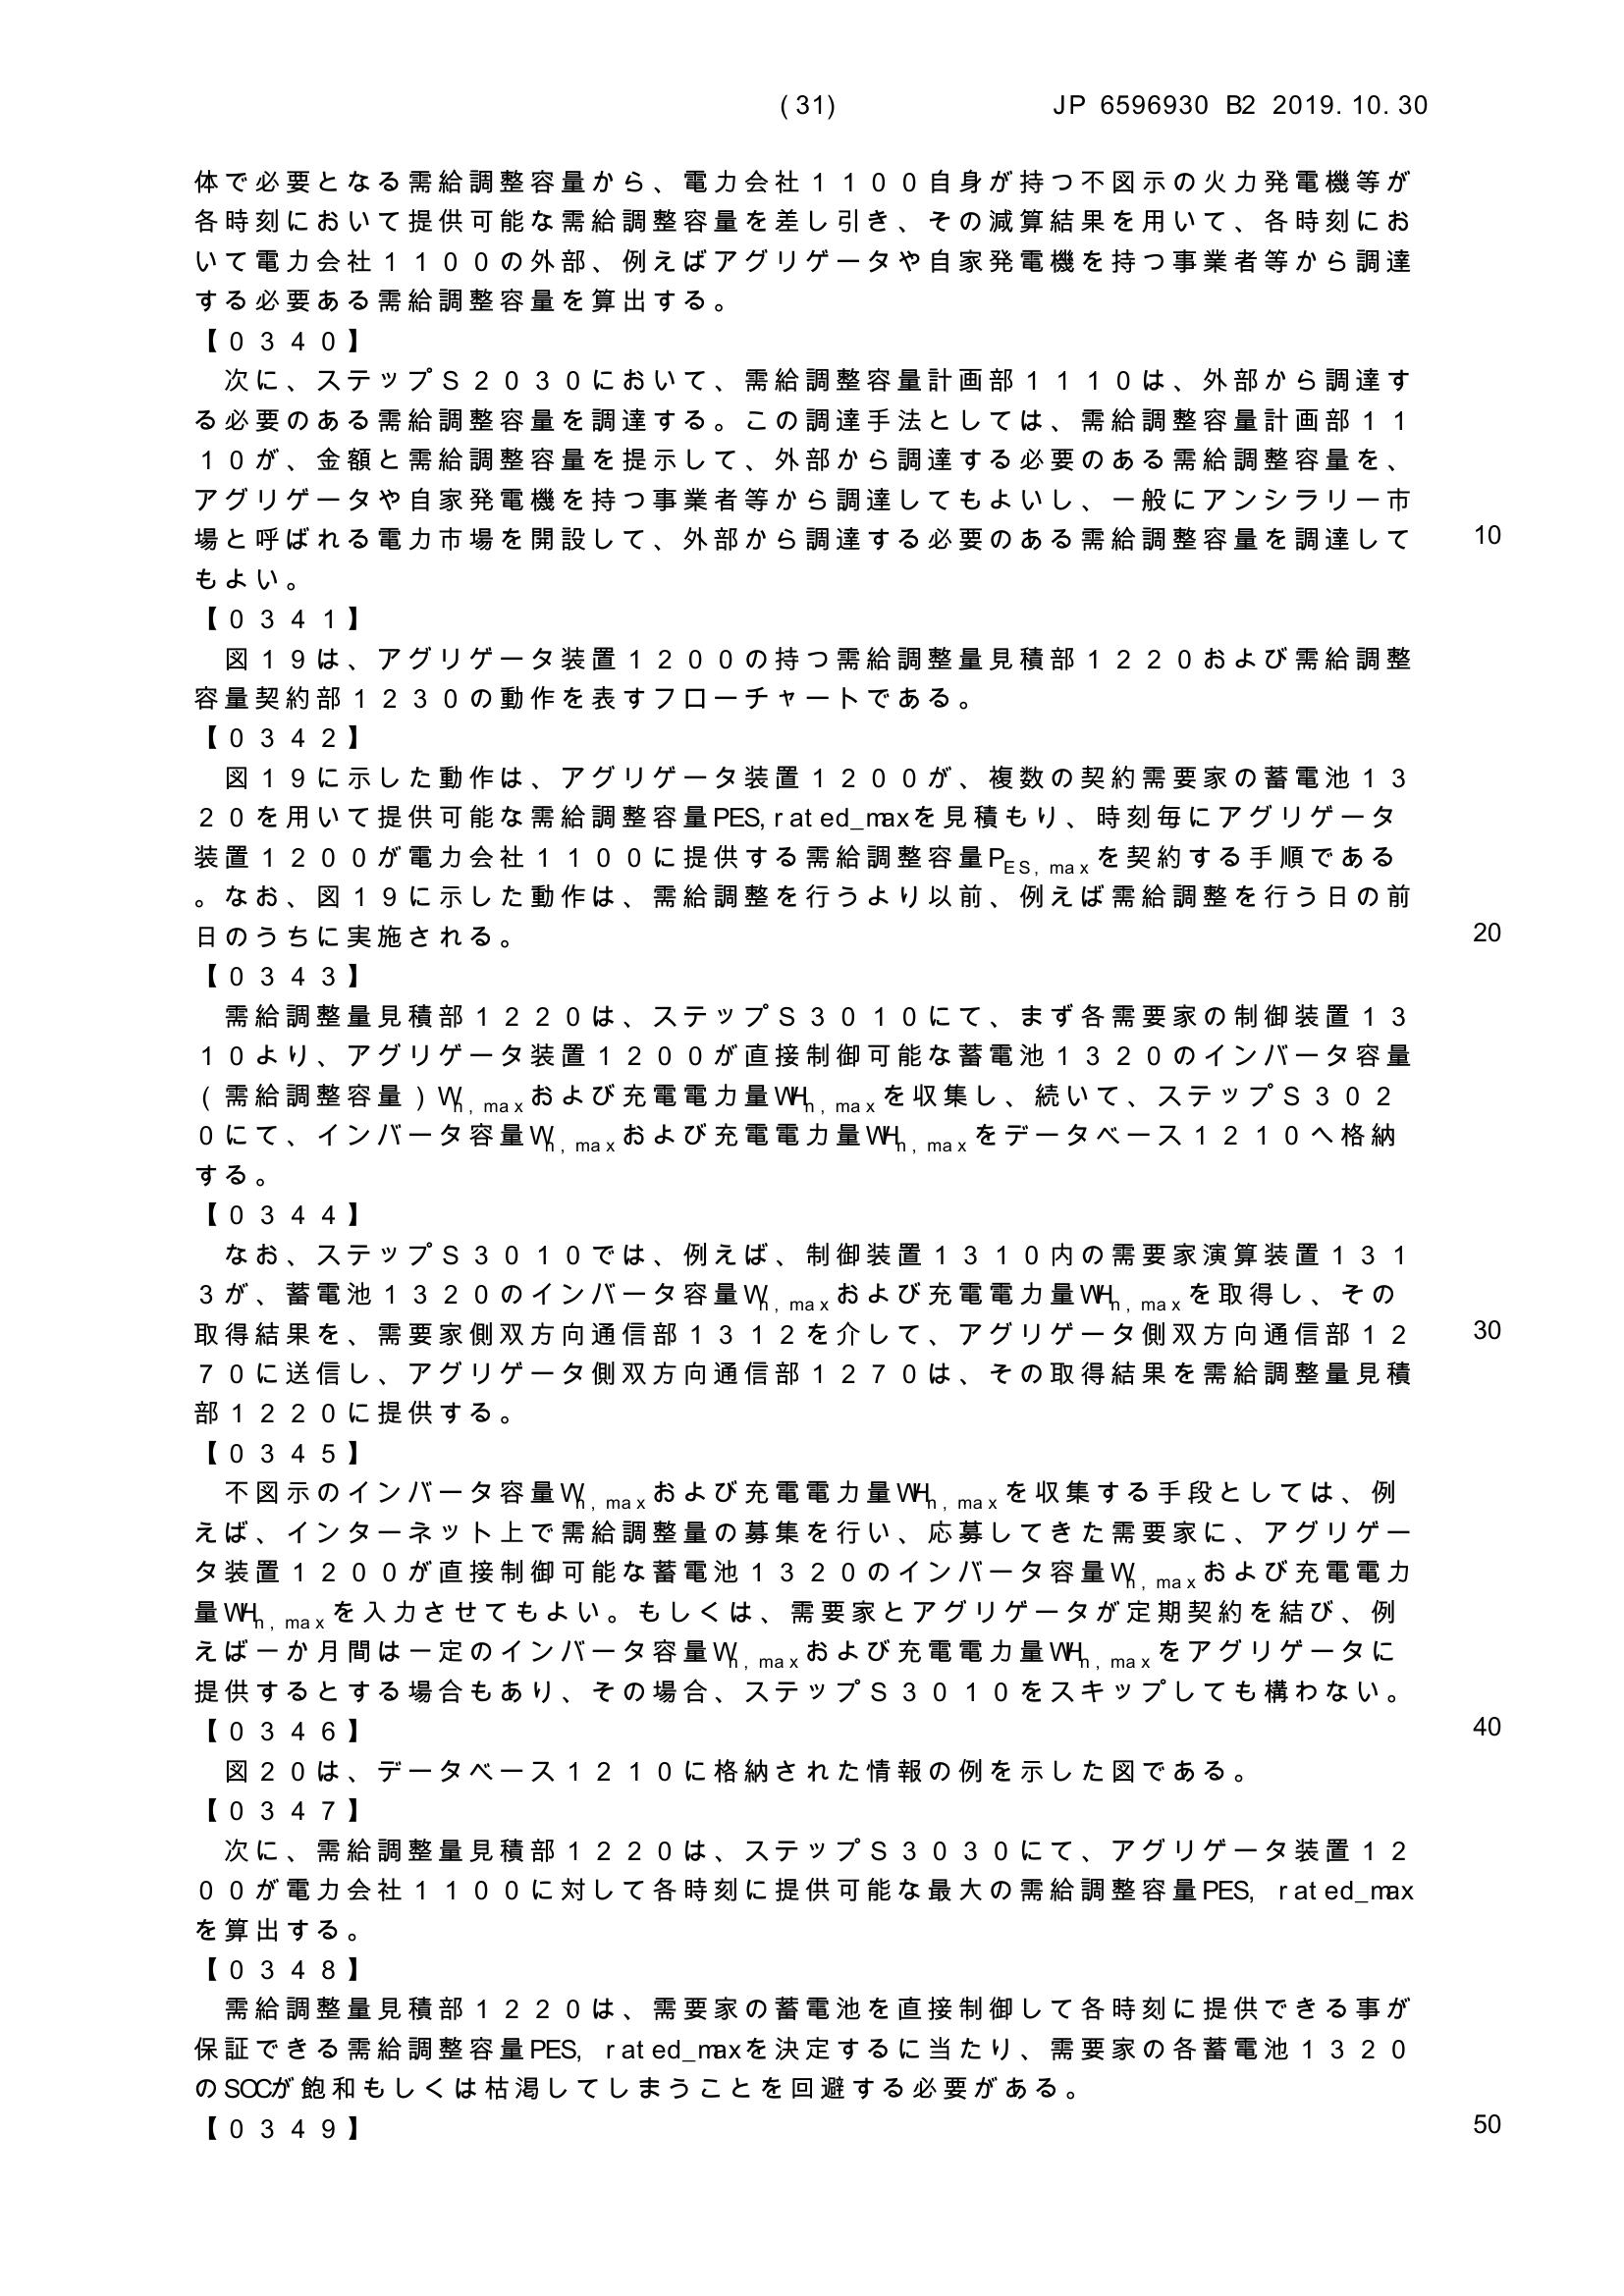 (31) JP 6596930 B2 2019.10.30
体で必要となる需給調整容量から、電力会社１１００自身が持つ不図示の火力発電機等が
各時刻において提供可能な需給調整容量を差し引き、その減算結果を用いて、各時刻にお
いて電力会社１１００の外部、例えばアグリゲータや自家発電機を持つ事業者等から調達
する必要ある需給調整容量を算出する。
【０３４０】
　次に、ステップＳ２０３０において、需給調整容量計画部１１１０は、外部から調達す
る必要のある需給調整容量を調達する。この調達手法としては、需給調整容量計画部１１
１０が、金額と需給調整容量を提示して、外部から調達する必要のある需給調整容量を、
アグリゲータや自家発電機を持つ事業者等から調達してもよいし、一般にアンシラリー市
場と呼ばれる電力市場を開設して、外部から調達する必要のある需給調整容量を調達して 10
もよい。
【０３４１】
　図１９は、アグリゲータ装置１２００の持つ需給調整量見積部１２２０および需給調整
容量契約部１２３０の動作を表すフローチャートである。
【０３４２】
　図１９に示した動作は、アグリゲータ装置１２００が、複数の契約需要家の蓄電池１３
２０を用いて提供可能な需給調整容量PES,rated_maxを見積もり、時刻毎にアグリゲータ
装置１２００が電力会社１１００に提供する需給調整容量PES, maxを契約する手順である
。なお、図１９に示した動作は、需給調整を行うより以前、例えば需給調整を行う日の前
日のうちに実施される。 20
【０３４３】
　需給調整量見積部１２２０は、ステップＳ３０１０にて、まず各需要家の制御装置１３
１０より、アグリゲータ装置１２００が直接制御可能な蓄電池１３２０のインバータ容量
(需給調整容量)Wn, maxおよび充電電力量WHn, maxを収集し、続いて、ステップＳ３０２
０にて、インバータ容量Wn, maxおよび充電電力量WHn, maxをデータベース１２１０へ格納
する。
【０３４４】
　なお、ステップＳ３０１０では、例えば、制御装置１３１０内の需要家演算装置１３１
３が、蓄電池１３２０のインバータ容量Wn, maxおよび充電電力量WHn, maxを取得し、その
取得結果を、需要家側双方向通信部１３１２を介して、アグリゲータ側双方向通信部１２ 30
７０に送信し、アグリゲータ側双方向通信部１２７０は、その取得結果を需給調整量見積
部１２２０に提供する。
【０３４５】
　不図示のインバータ容量Wn, maxおよび充電電力量WHn, maxを収集する手段としては、例
えば、インターネット上で需給調整量の募集を行い、応募してきた需要家に、アグリゲー
タ装置１２００が直接制御可能な蓄電池１３２０のインバータ容量Wn, maxおよび充電電力
量WHn, maxを入力させてもよい。もしくは、需要家とアグリゲータが定期契約を結び、例
えば一か月間は一定のインバータ容量Wn, maxおよび充電電力量WHn, maxをアグリゲータに
提供するとする場合もあり、その場合、ステップＳ３０１０をスキップしても構わない。
【０３４６】 40
　図２０は、データベース１２１０に格納された情報の例を示した図である。
【０３４７】
　次に、需給調整量見積部１２２０は、ステップＳ３０３０にて、アグリゲータ装置１２
００が電力会社１１００に対して各時刻に提供可能な最大の需給調整容量PES, rated_max
を算出する。
【０３４８】
　需給調整量見積部１２２０は、需要家の蓄電池を直接制御して各時刻に提供できる事が
保証できる需給調整容量PES, rated_maxを決定するに当たり、需要家の各蓄電池１３２０
のSOCが飽和もしくは枯渇してしまうことを回避する必要がある。
【０３４９】 50